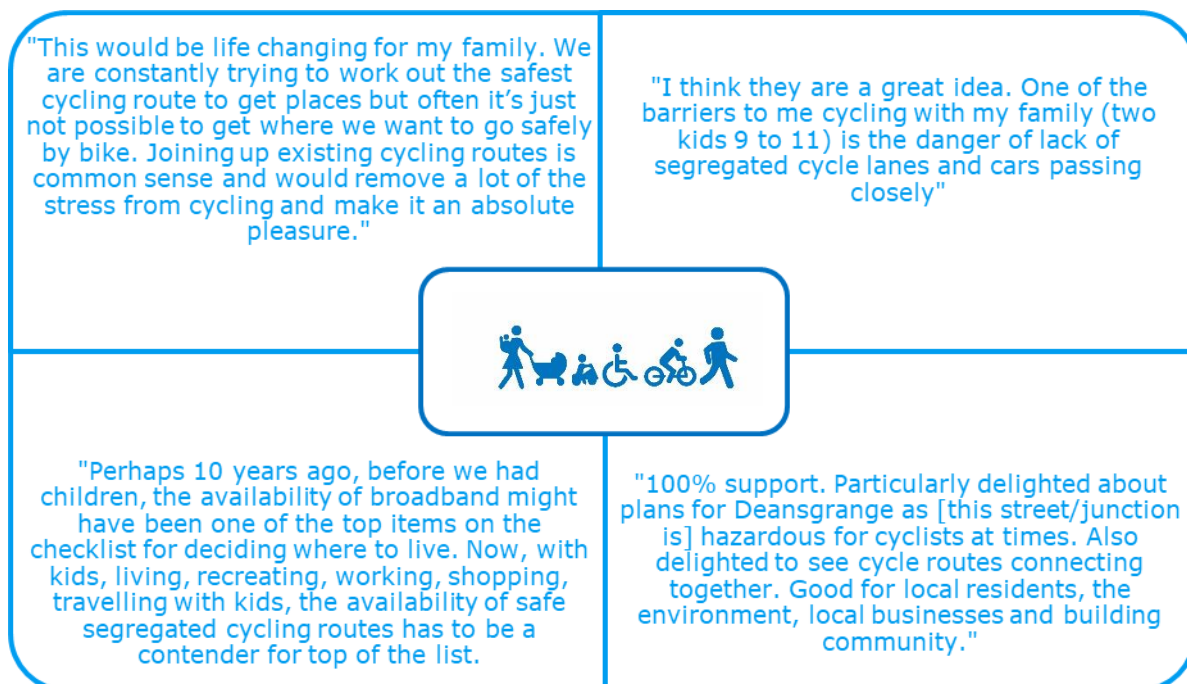 "This would be life changing for my family. We
are constantly trying to work out the safest
cycling route to get places but often it’s just
not possible to get where we want to go safely
by bike. Joining up existing cycling routes is
common sense and would remove a lot of the
stress from cycling and make it an absolute
pleasure."
"I think they are a great idea. One of the
barriers to me cycling with my family (two
kids 9 to 11) is the danger of lack of
segregated cycle lanes and cars passing
closely"
"Perhaps 10 years ago, before we had
children, the availability of broadband might
have been one of the top items on the
checklist for deciding where to live. Now, with
kids, living, recreating, working, shopping,
travelling with kids, the availability of safe
segregated cycling routes has to be a
contender for top of the list.
"100% support. Particularly delighted about
plans for Deansgrange as [this street/junction
is] hazardous for cyclists at times. Also
delighted to see cycle routes connecting
together. Good for local residents, the
environment, local businesses and building
community."